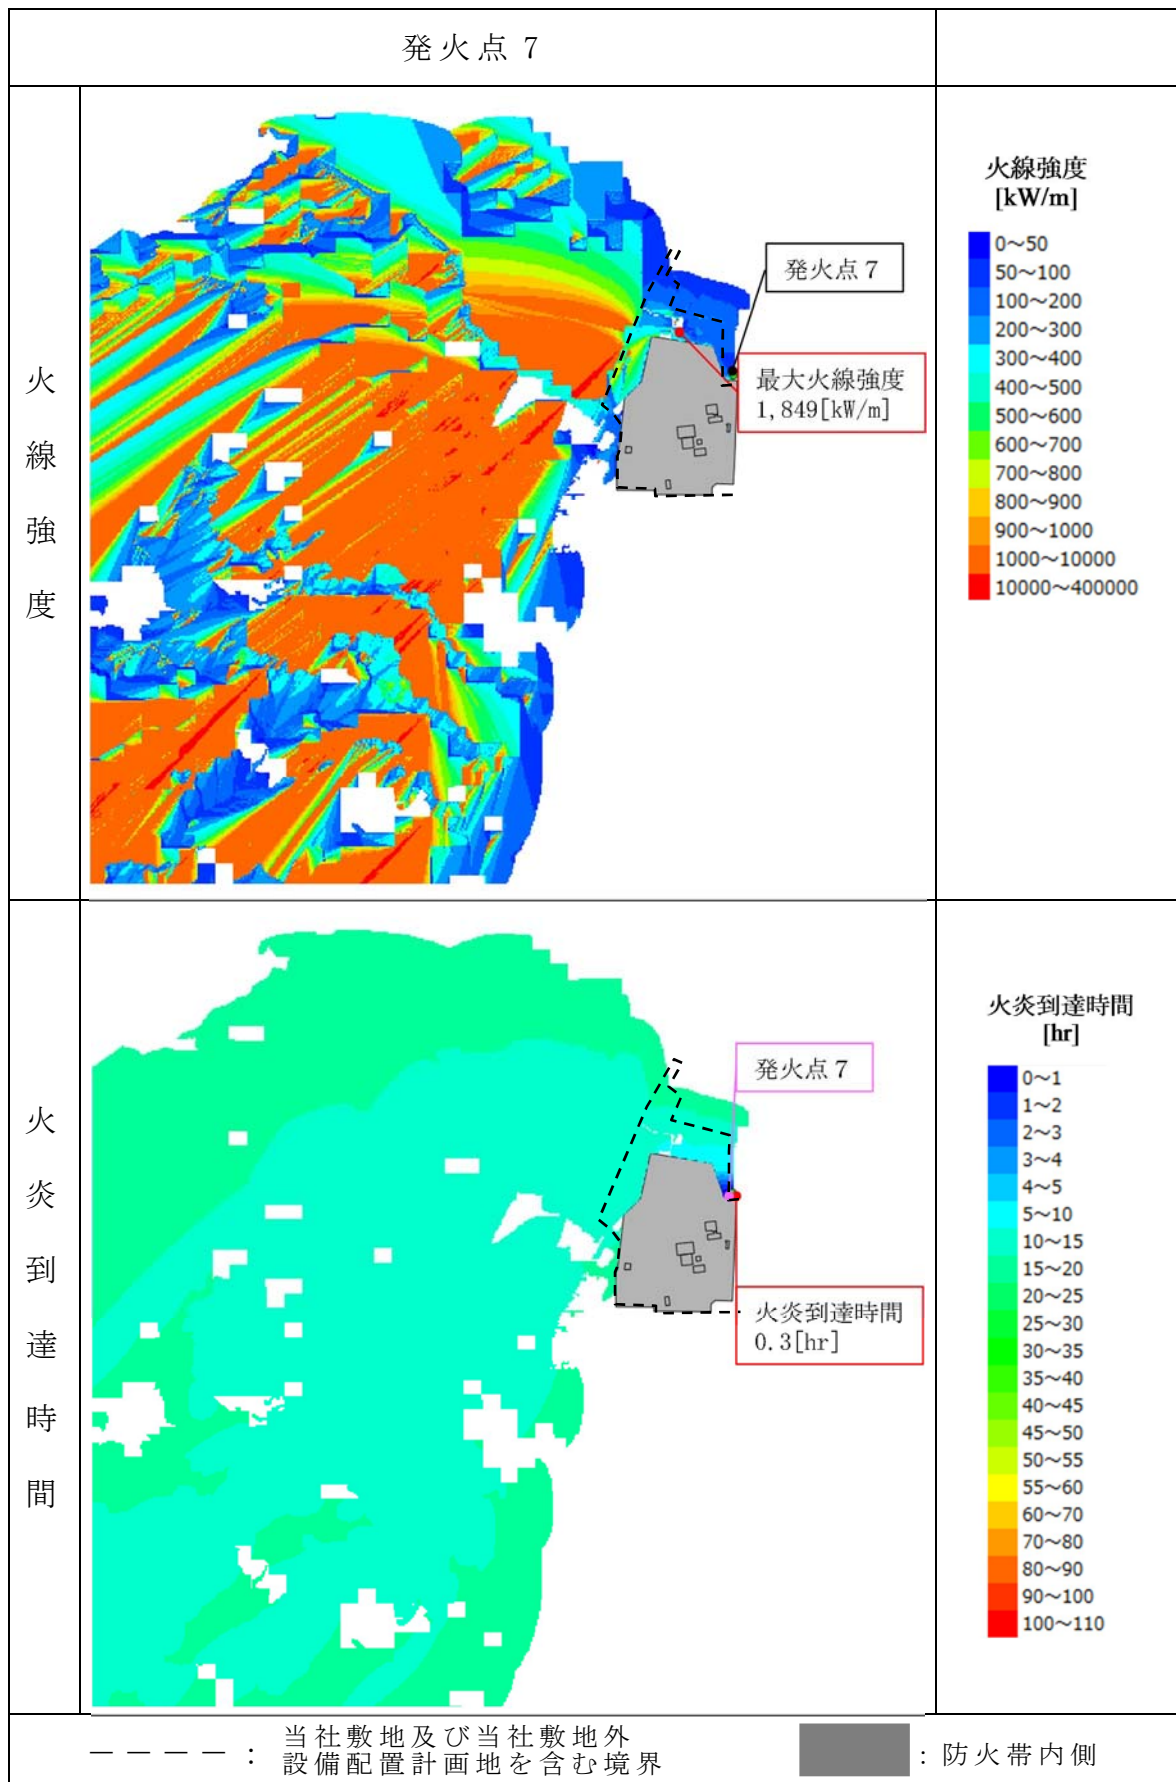 発火点 7
火線強度
火線強度
[kW/m]
0～50
50～100
100～200
200～300
300～400
400～500
500～600
600～700
700～800
800～900
900～1000
1000～10000
10000～400000
発火点 7
最大火線強度
1,849[kW/m]
火炎到達時間
火炎到達時間
[hr]
0～1
1～2
2～3
3～4
4～5
5～10
10～15
15～20
20～25
25～30
30～35
35～40
40～45
45～50
50～55
55～60
60～70
70～80
80～90
90～100
100～110
発火点 7
火炎到達時間
0.3[hr]
：当社敷地及び当社敷地外
設備配置計画地を含む境界
：防火帯内側